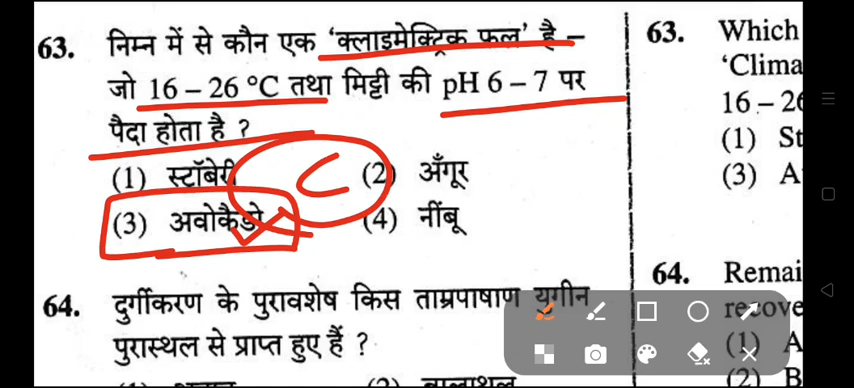 63. निम्न में से कौन एक 'क्लाइमेक्ट्रिक फल' है –
जो 16 – 26 °C तथा मिट्टी की pH 6 – 7 पर
पैदा होता है ?
(1) स्टॉबेरी (2) अँगूर
C
(3) अवोकैडो (4) नींबू
64. दुर्गीकरण के पुरावशेष किस ताम्रपाषाण युगीन
पुरास्थल से प्राप्त हुए हैं ?
(2)
63. Which
'Clima
16 – 26
(1) St
(3) A
64. Remai
recove
(1) A
(2) B